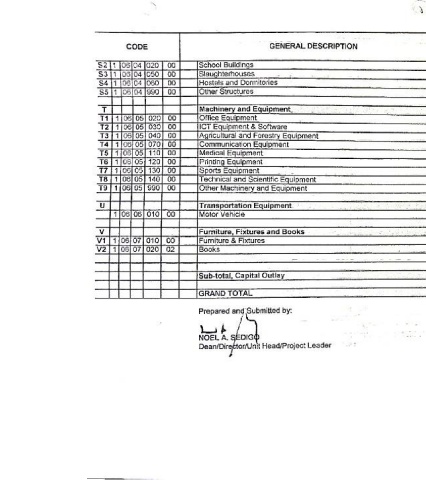 CODE GENERAL DESCRIPTION
S2 1 06 04 020 00 School Buildings
S3 1 06 04 050 00 Slaughterhouses
S4 1 06 04 060 00 Hostels and Dormitories
S5 1 06 04 990 00 Other Structures
T Machinery and Equipment
T1 1 06 05 020 00 Office Equipment
T2 1 06 05 030 00 ICT Equipment & Software
T3 1 06 05 040 00 Agricultural and Forestry Equipment
T4 1 06 05 070 00 Communication Equipment
T5 1 06 05 110 00 Medical Equipment
T6 1 06 05 120 00 Printing Equipment
T7 1 06 05 130 00 Sports Equipment
T8 1 06 05 140 00 Technical and Scientific Equipment
T9 1 06 05 990 00 Other Machinery and Equipment
U Transportation Equipment
1 06 06 010 00 Motor Vehicle
V Furniture, Fixtures and Books
V1 1 06 07 010 00 Furniture & Fixtures
V2 1 06 07 020 02 Books
Sub-total, Capital Outlay
GRAND TOTAL
Prepared and Submitted by:
NOEL A. SEDIGO
Dean/Director/Unit Head/Project Leader